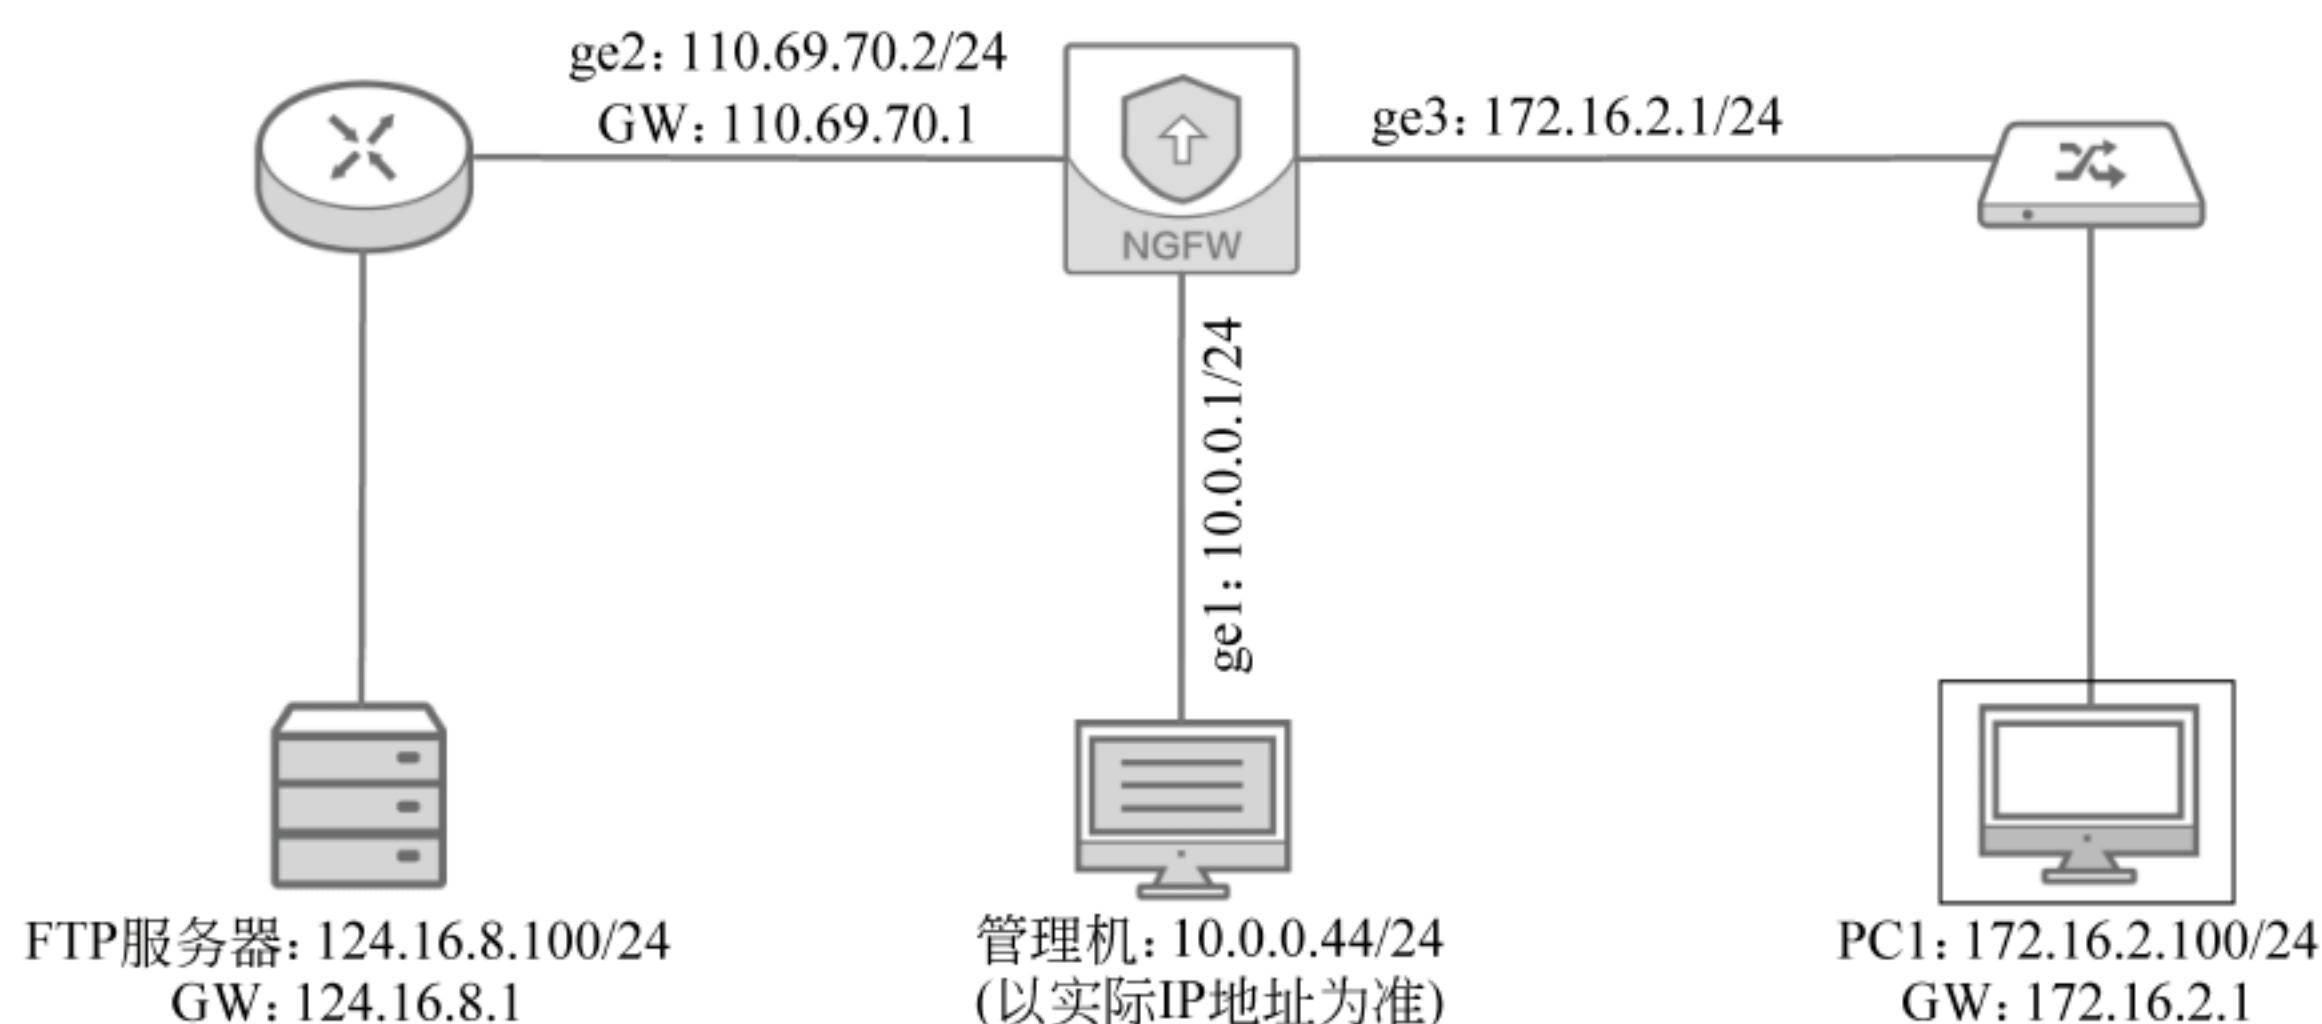 ge2: 110.69.70.2/24
GW: 110.69.70.1
NGFW
ge3: 172.16.2.1/24
ge1: 10.0.0.1/24
FTP服务器: 124.16.8.100/24
GW: 124.16.8.1
管理机: 10.0.0.44/24
(以实际IP地址为准)
PC1: 172.16.2.100/24
GW: 172.16.2.1